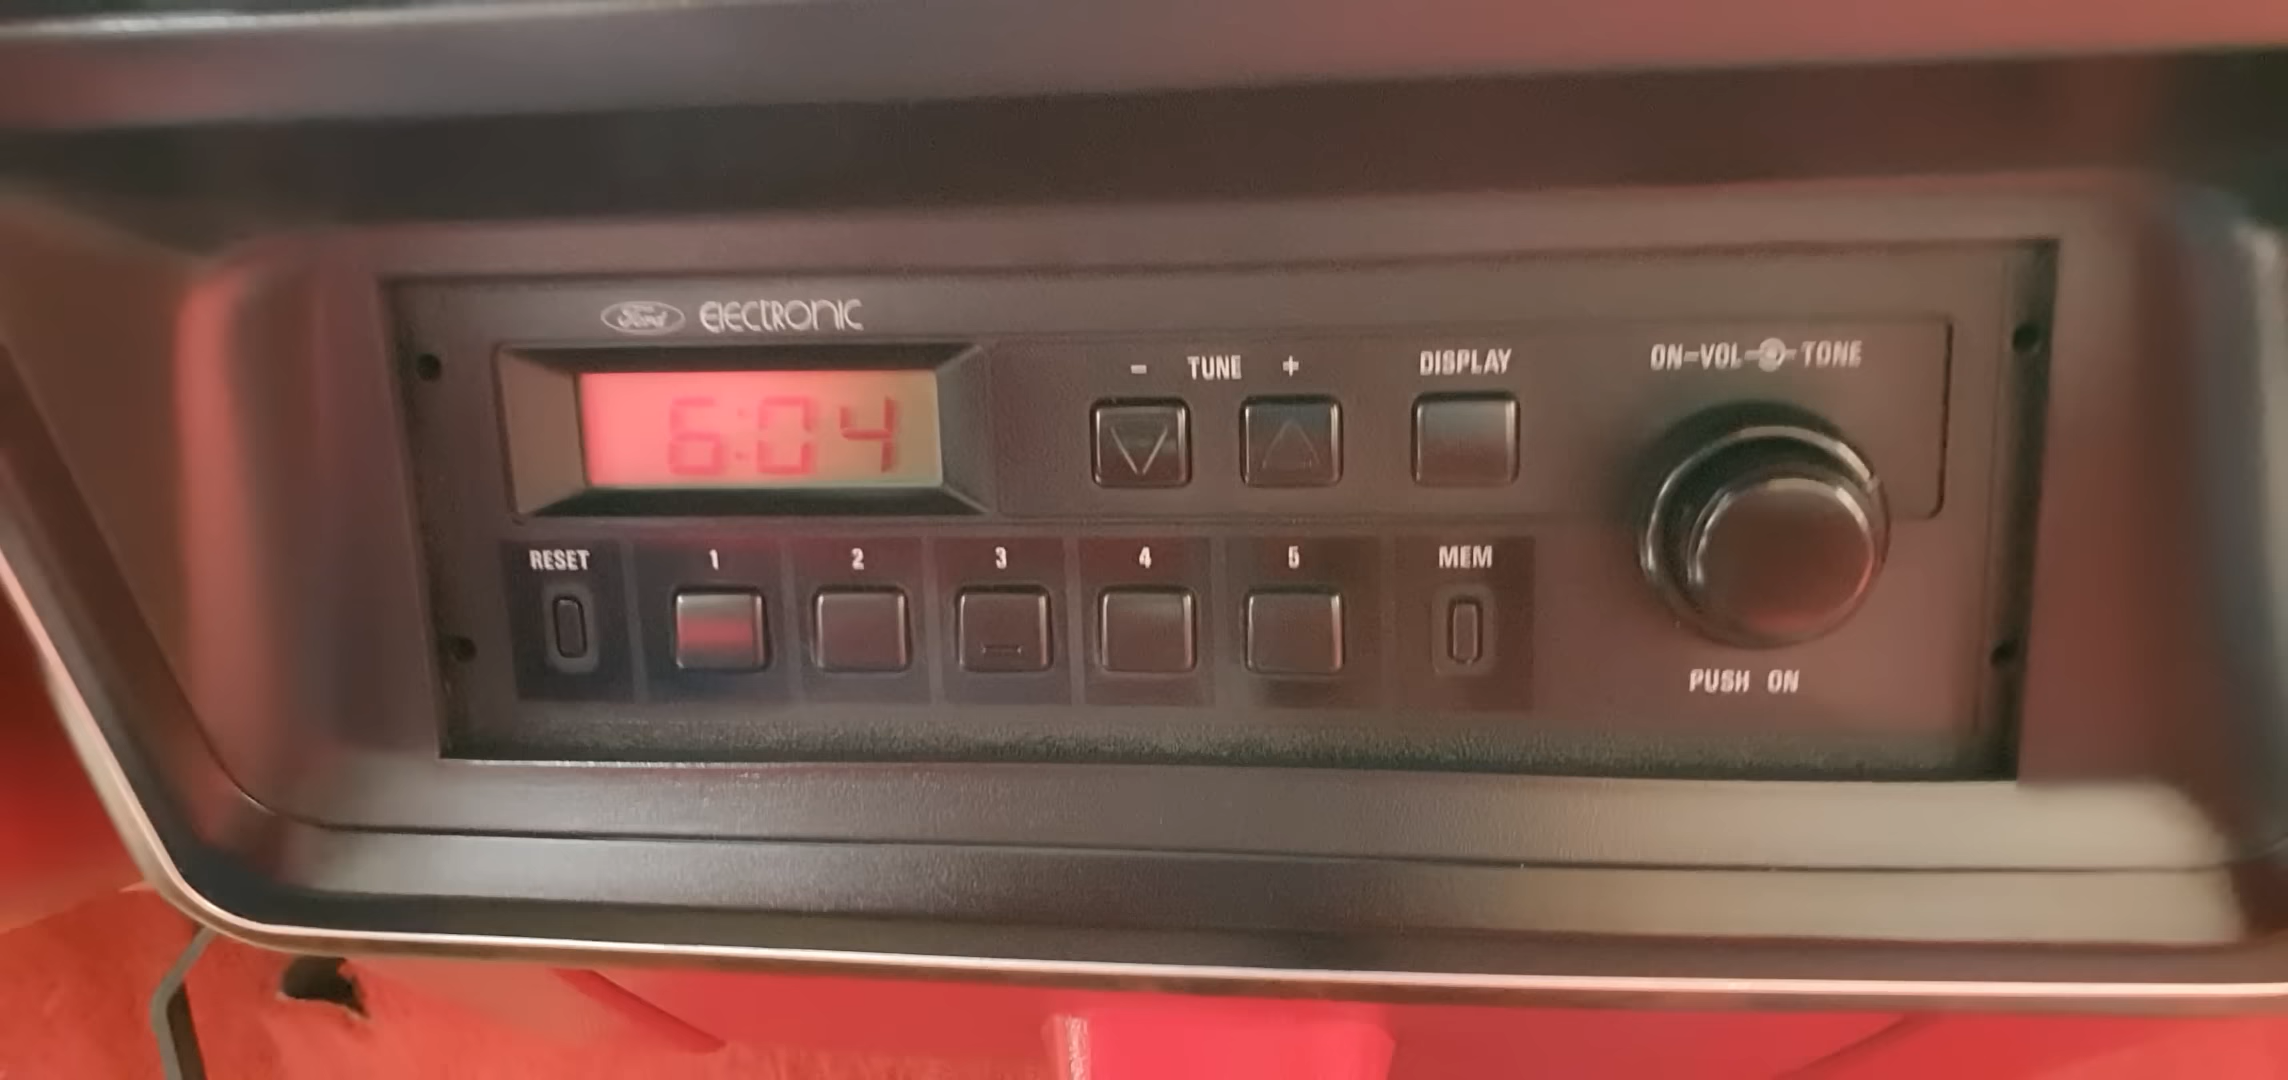 Ford ELECTRONIC
6:04
- TUNE +
DISPLAY
ON-VOL TONE
RESET
1
2
3
4
5
MEM
PUSH ON